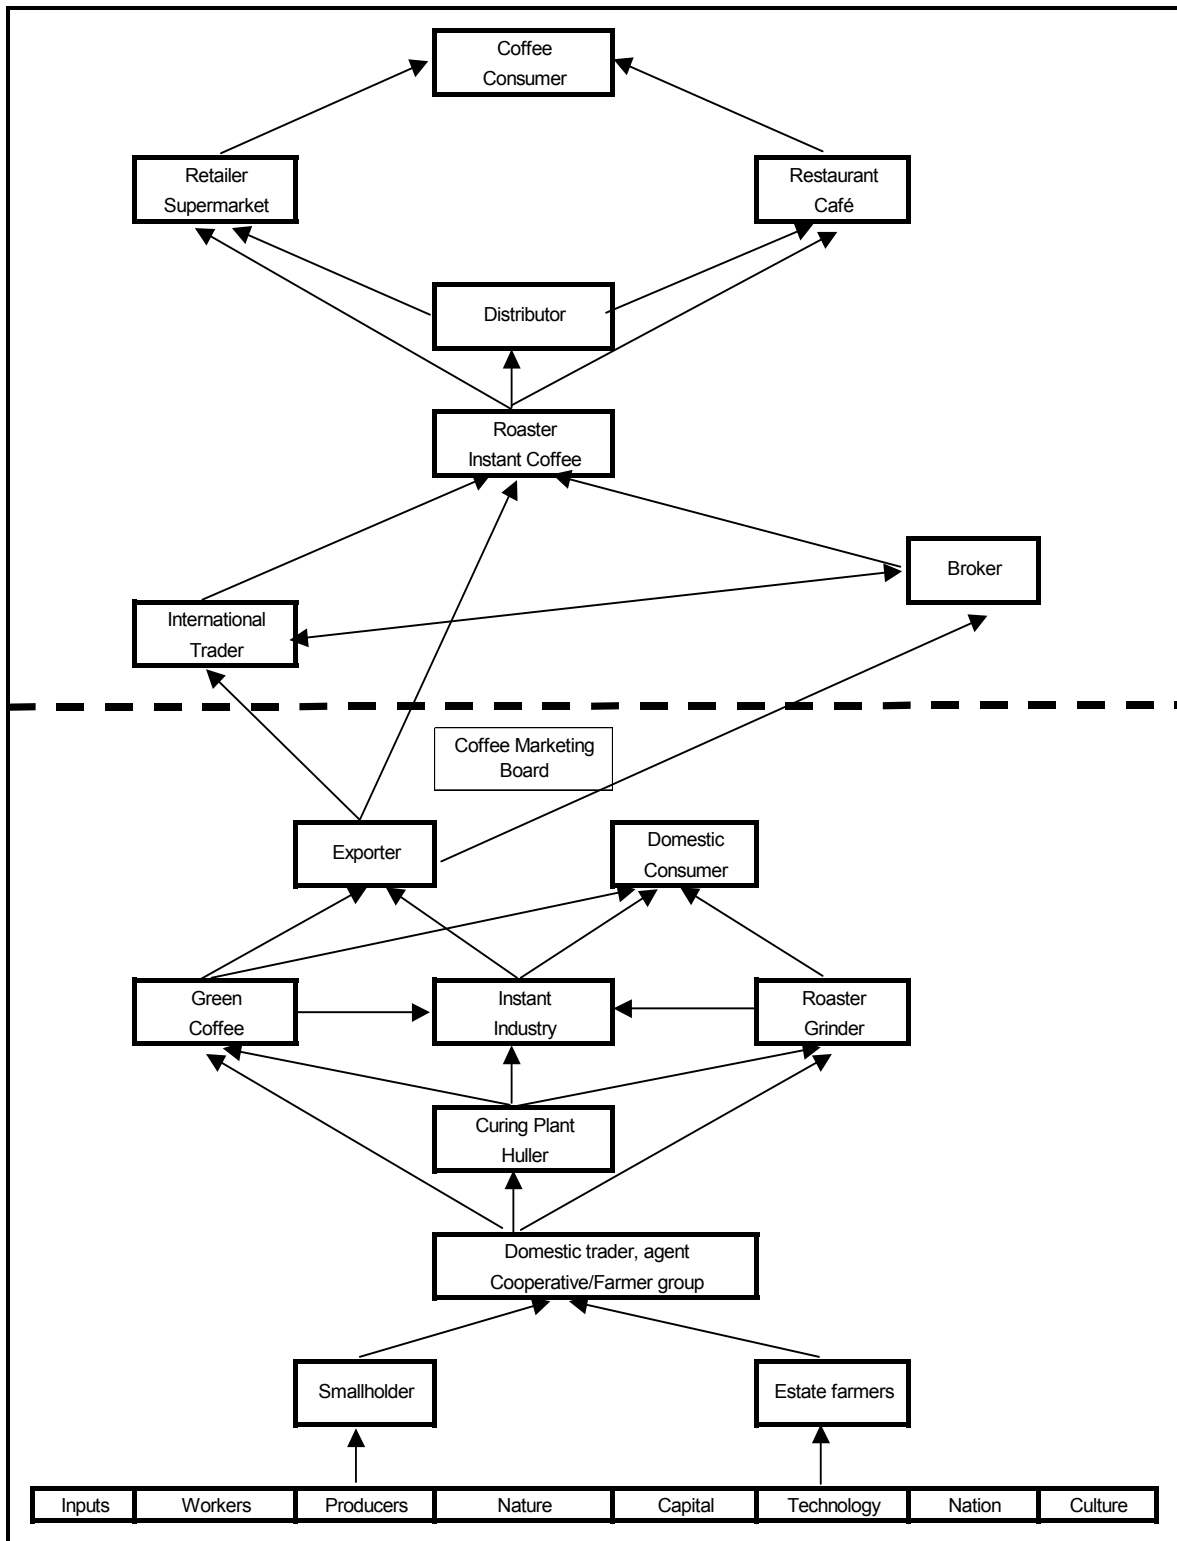 Coffee
Consumer
Retailer
Supermarket
Restaurant
Café
Distributor
Roaster
Instant Coffee
Broker
International
Trader
Coffee Marketing
Board
Exporter
Domestic
Consumer
Green
Coffee
Instant
Industry
Roaster
Grinder
Curing Plant
Huller
Domestic trader, agent
Cooperative/Farmer group
Smallholder
Estate farmers
Inputs Workers Producers Nature Capital Technology Nation Culture